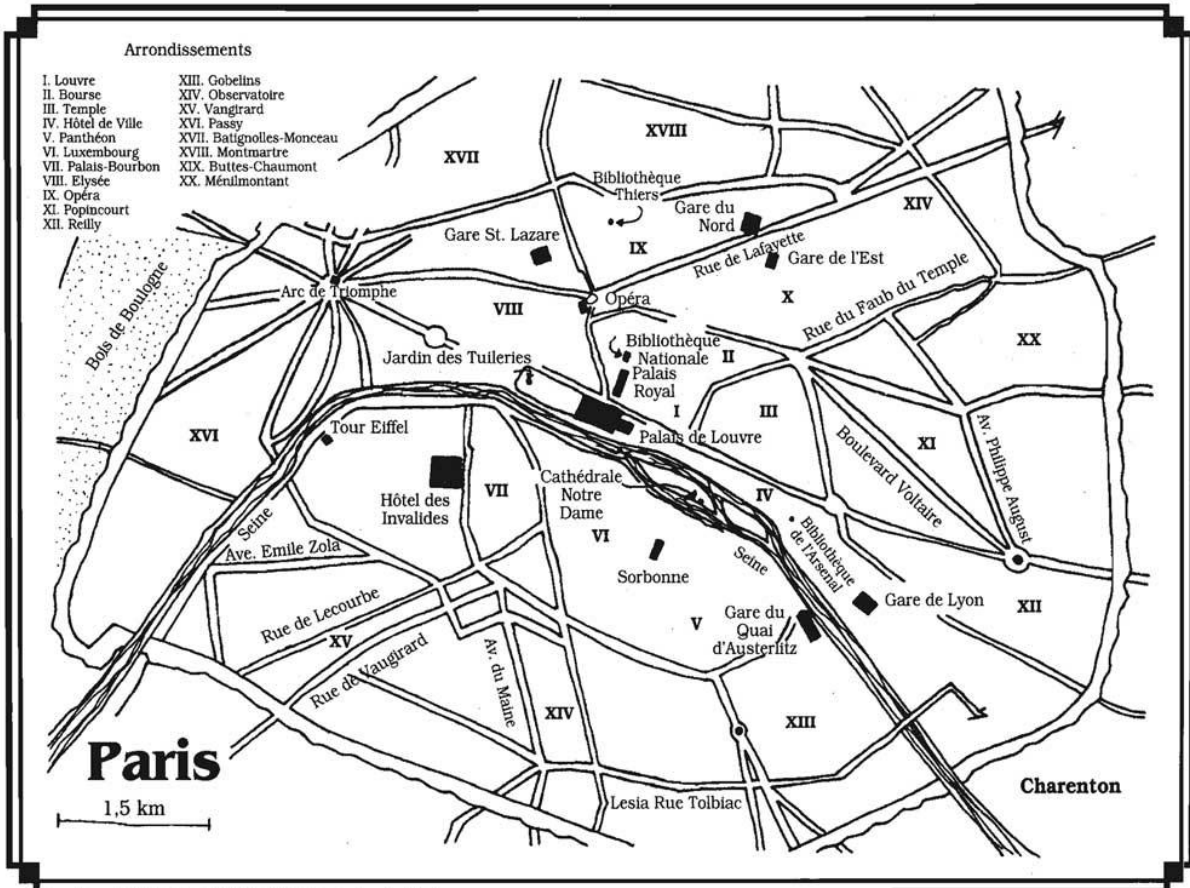 Arrondissements
I. Louvre
II. Bourse
III. Temple
IV. Hôtel de Ville
V. Panthéon
VI. Luxembourg
VII. Palais-Bourbon
VIII. Elysée
IX. Opéra
XI. Popincourt
XII. Reilly
XIII. Gobelins
XIV. Observatoire
XV. Vangirard
XVI. Passy
XVII. Batignolles-Monceau
XVIII. Montmartre
XIX. Buttes-Chaumont
XX. Ménilmontant
XVII
XVIII
Bibliothèque
Thiers
Gare du
Nord
XIV
Gare St. Lazare
IX
Rue de Lafayette
Gare de l'Est
Bois de Boulogne
Arc de Triomphe
VIII
Opéra
X
Rue du Faub du Temple
XX
Jardin des Tuileries
Bibliothèque
Nationale
II
Palais
Royal
I
III
XVI
Tour Eiffel
Palais de Louvre
Boulevard Voltaire
XI
Av. Philippe August
Hôtel des
Invalides
VII
Cathédrale
Notre
Dame
IV
VI
Seine
Ave. Emile Zola
Sorbonne
Seine
Bibliothèque
de l'Arsenal
Gare de Lyon
XII
Rue de Lecourbe
XV
Rue de Vaugirard
Av. du Maine
V
Gare du
Quai
d'Austerlitz
XIV
XIII
Paris
1,5 km
Lesia Rue Tolbiac
Charenton